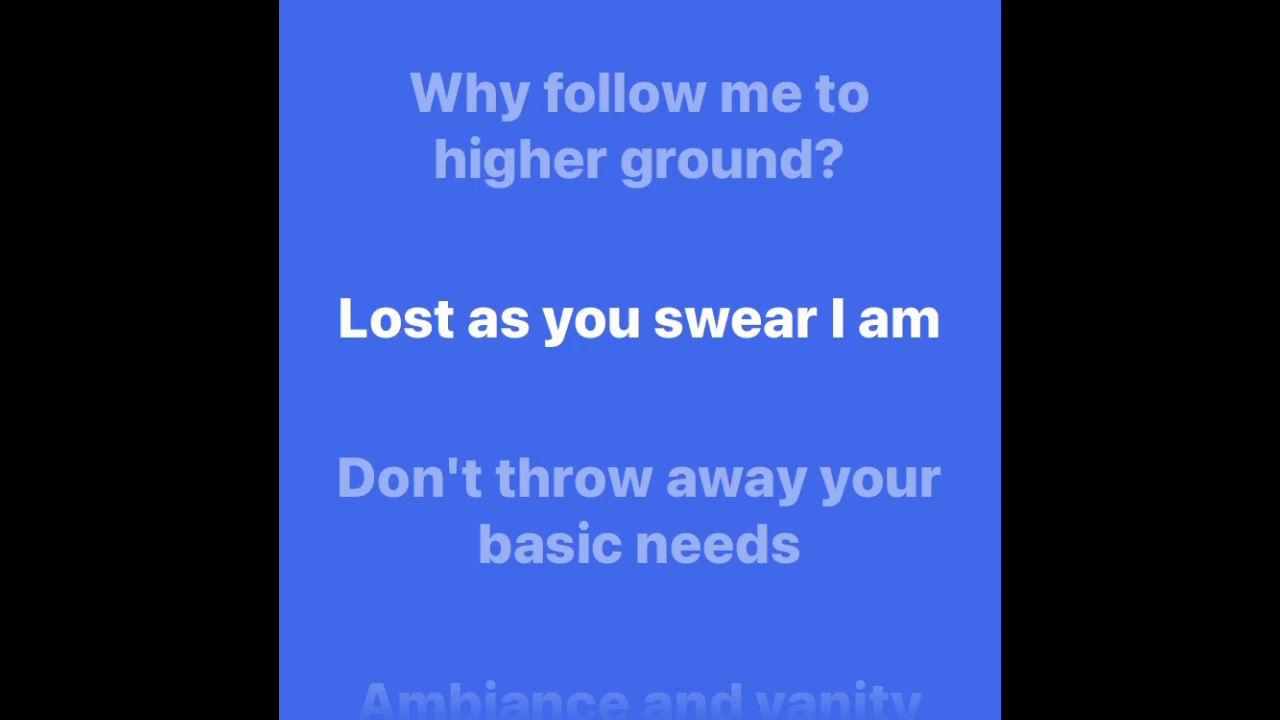 Why follow me to
higher ground?
Lost as you swear I am
Don't throw away your
basic needs
Ambiance and vanity